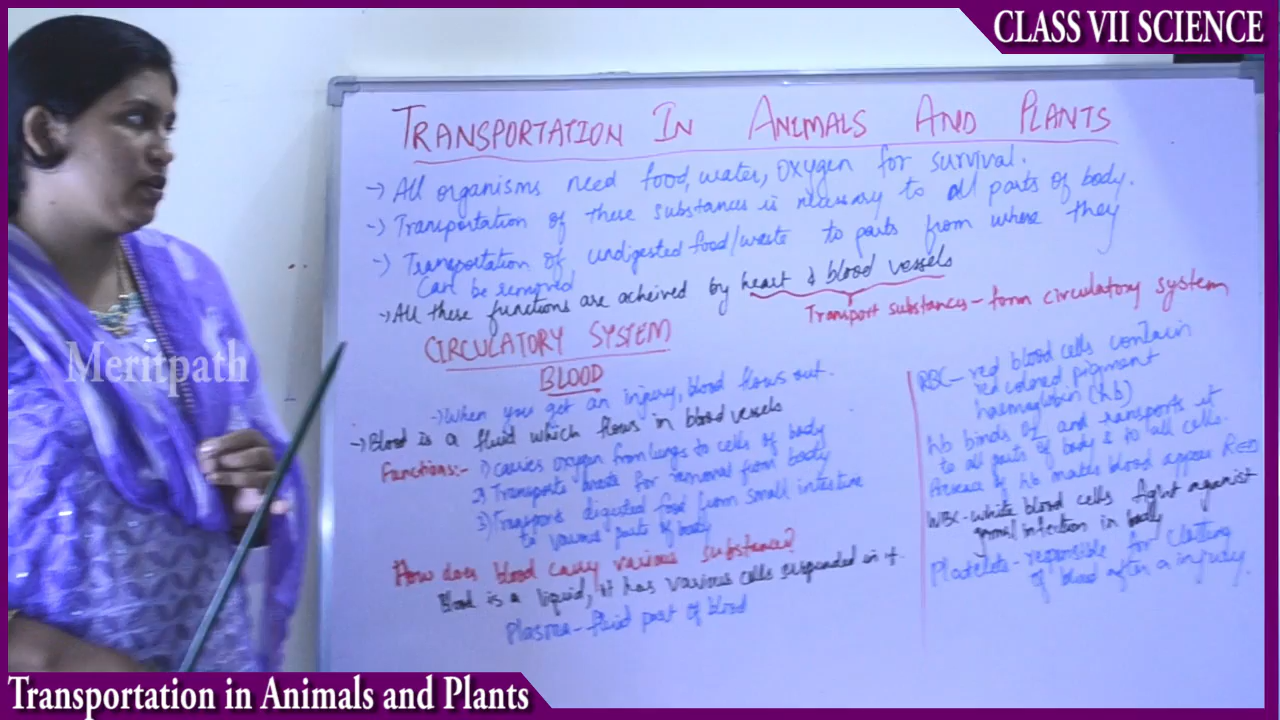 CLASS VII SCIENCE
TRANSPORTATION IN ANIMALS AND PLANTS
-> All organisms need food, water, oxygen for survival.
-> Transportation of these substances is necessary to all parts of body.
-> Transportation of undigested food/waste to parts from where they
can be removed
-> All these functions are acheived by heart & blood vessels
Transport substances - form circulatory system
CIRCULATORY SYSTEM
BLOOD
-> When you get an injury, blood flows out.
-> Blood is a fluid which flows in blood vessels
Functions:- 1) carries oxygen from lungs to cells of body
2) Transports waste for removal from body
3) Transports digested food from small intestine
to various parts of body
How does blood carry various substances?
Blood is a liquid, it has various cells suspended in it.
Plasma - fluid part of blood
RBC - red blood cells contain
red colored pigment
haemoglobin (hb)
hb binds O2 and transports it
to all parts of body & to all cells.
of hb makes blood appear RED
WBC - white blood cells fight aganist
infection in body
Platelets - reponsible for clotting
of blood after a injury.
Meritpath
Transportation in Animals and Plants